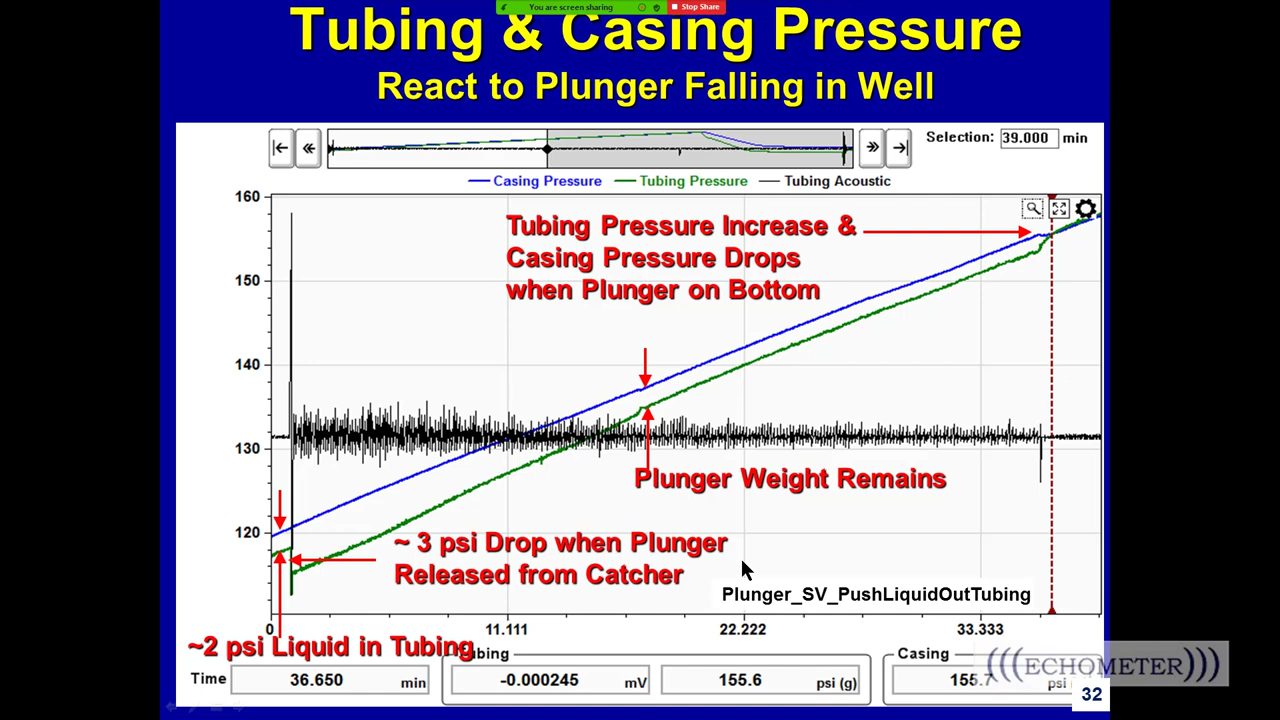 You are screen sharing
Stop Share
Tubing & Casing Pressure
React to Plunger Falling in Well
Selection: 39.000 min
Casing Pressure Tubing Pressure Tubing Acoustic
160
150
140
130
120
Tubing Pressure Increase &
Casing Pressure Drops
when Plunger on Bottom
Plunger Weight Remains
~ 3 psi Drop when Plunger
Released from Catcher
Plunger_SV_PushLiquidOutTubing
0 11.111 22.222 33.333
~2 psi Liquid in Tubing
Tubing Casing
Time 36.650 min -0.000245 mV 155.6 psi (g) 155.7
(((ECHOMETER)))
32